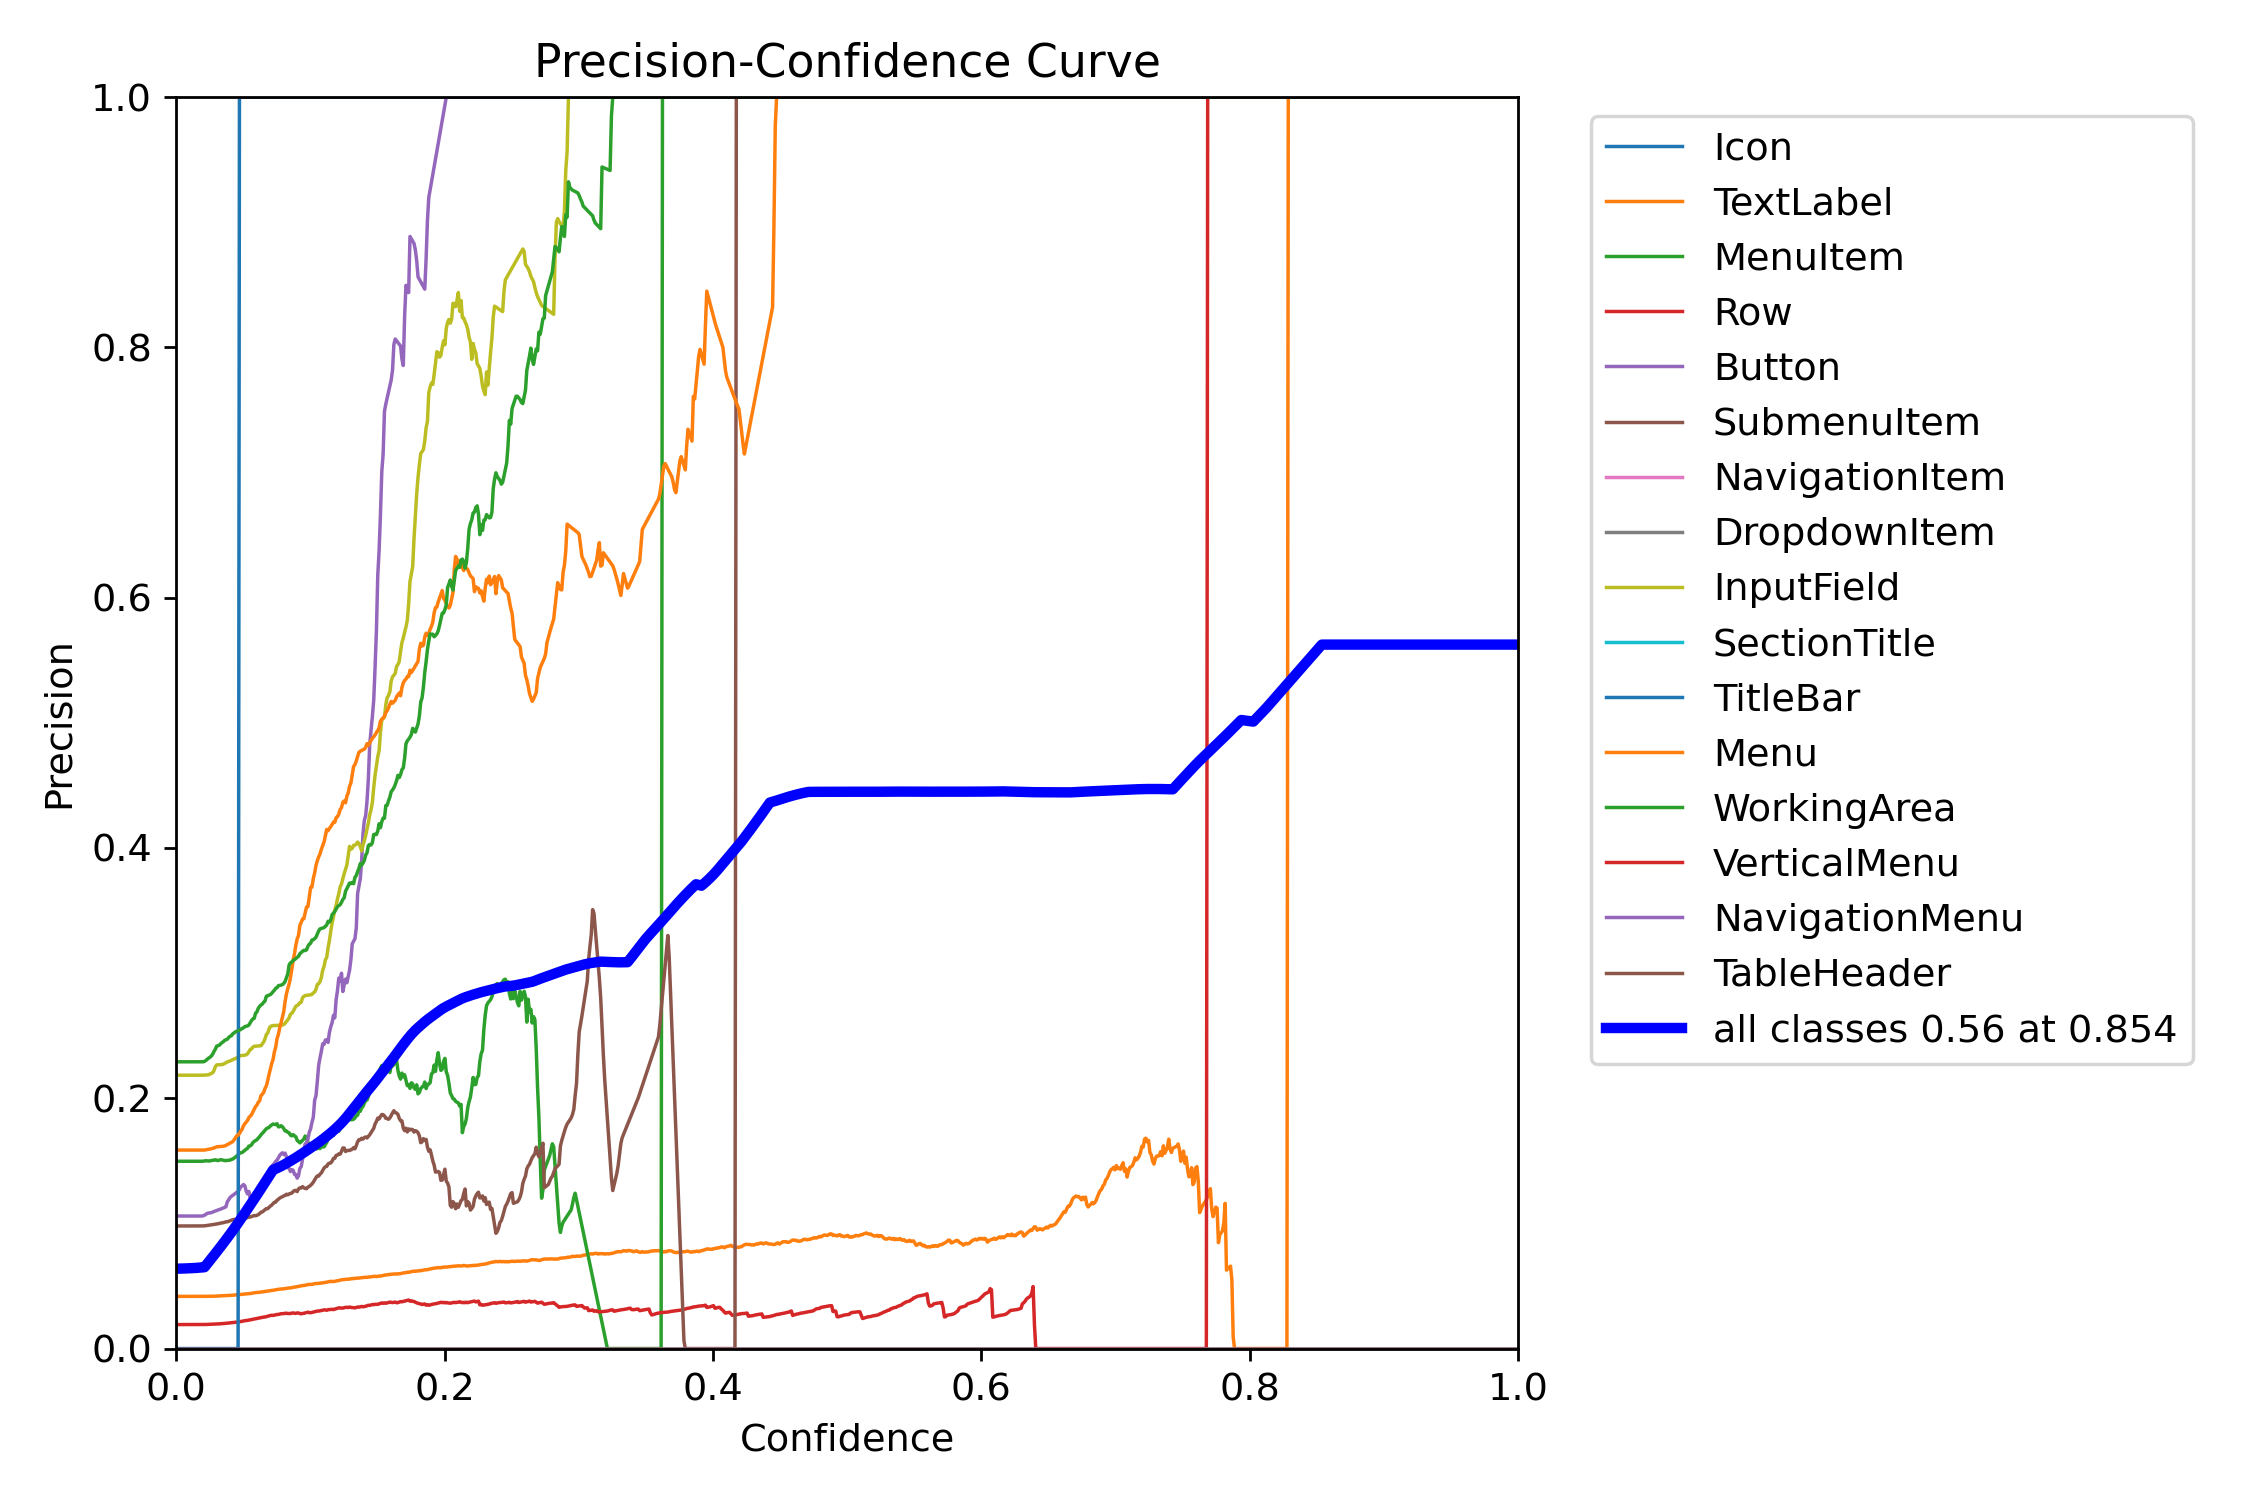 Precision-Confidence Curve
1.0
0.8
0.6
0.4
0.2
0.0
Precision
0.0 0.2 0.4 0.6 0.8 1.0
Confidence
Icon
TextLabel
MenuItem
Row
Button
SubmenuItem
NavigationItem
DropdownItem
InputField
SectionTitle
TitleBar
Menu
WorkingArea
VerticalMenu
NavigationMenu
TableHeader
all classes 0.56 at 0.854